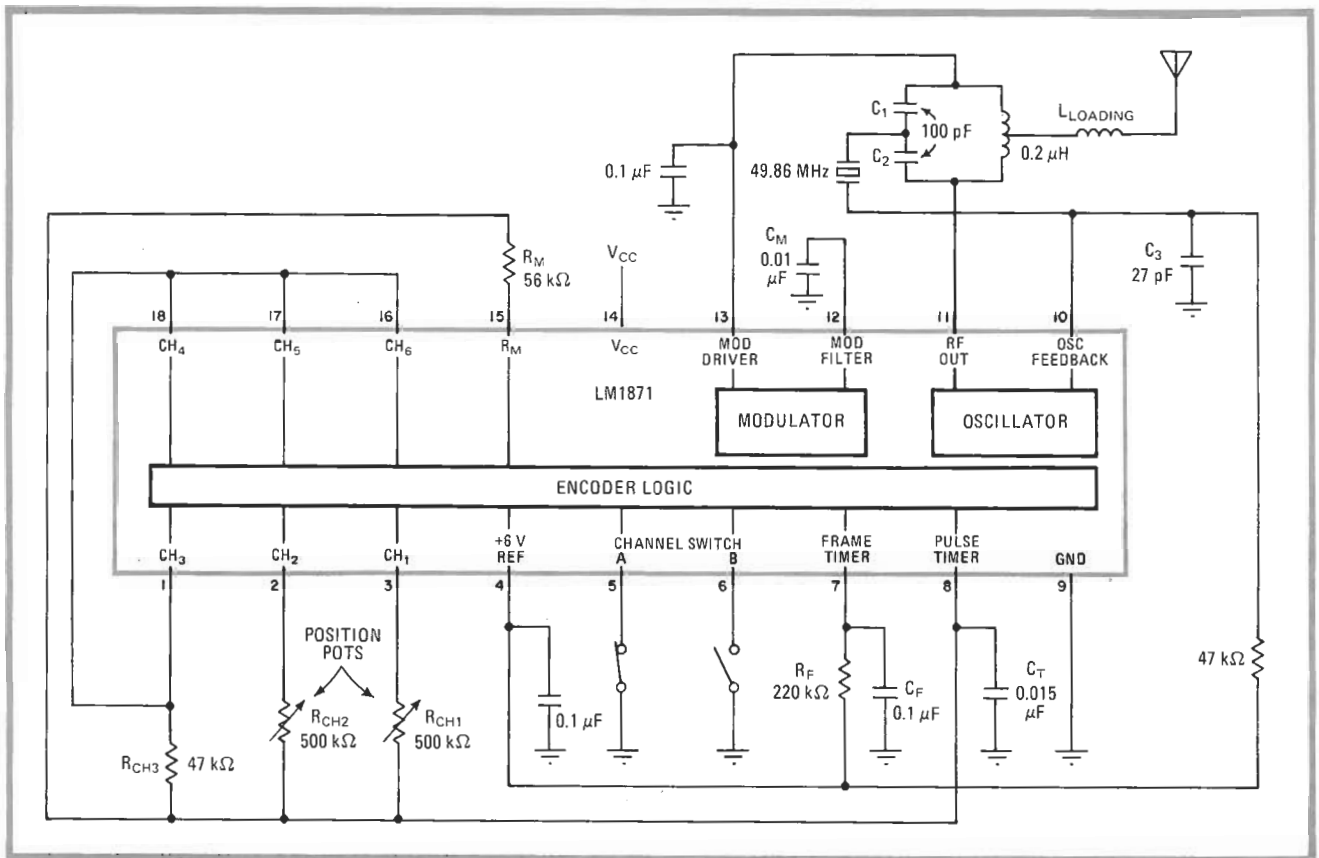 C1
100 pF
C2
0.2 μH
LLOADING
0.1 μF
49.86 MHz
CM
0.01
μF
C3
27 pF
RM
56 kΩ
VCC
18
17
16
15
14
13
12
11
10
CH4
CH5
CH6
RM
VCC
MOD
DRIVER
MOD
FILTER
RF
OUT
OSC
FEEDBACK
LM1871
MODULATOR
OSCILLATOR
ENCODER LOGIC
CH3
CH2
CH1
+6 V
REF
CHANNEL SWITCH
A
B
FRAME
TIMER
PULSE
TIMER
GND
1
2
3
4
5
6
7
8
9
POSITION
POTS
RCH3
47 kΩ
RCH2
500 kΩ
RCH1
500 kΩ
0.1 μF
RF
220 kΩ
CF
0.1 μF
CT
0.015
μF
47 kΩ